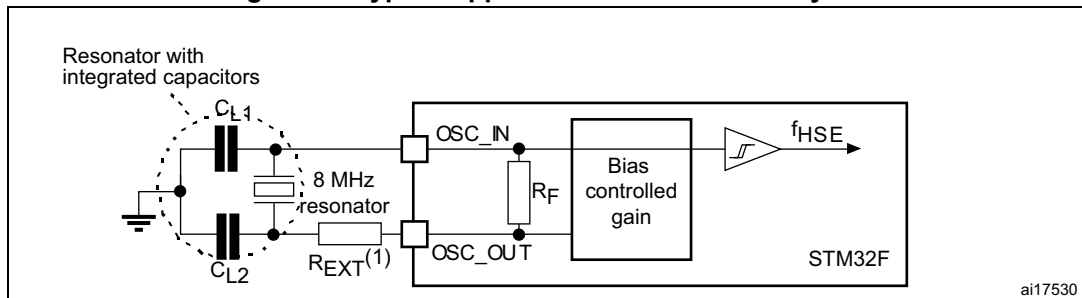 Resonator with
integrated capacitors
CL1
OSC_IN
fHSE
8 MHz
resonator
RF
Bias
controlled
gain
REXT(1)
OSC_OUT
STM32F
CL2
ai17530